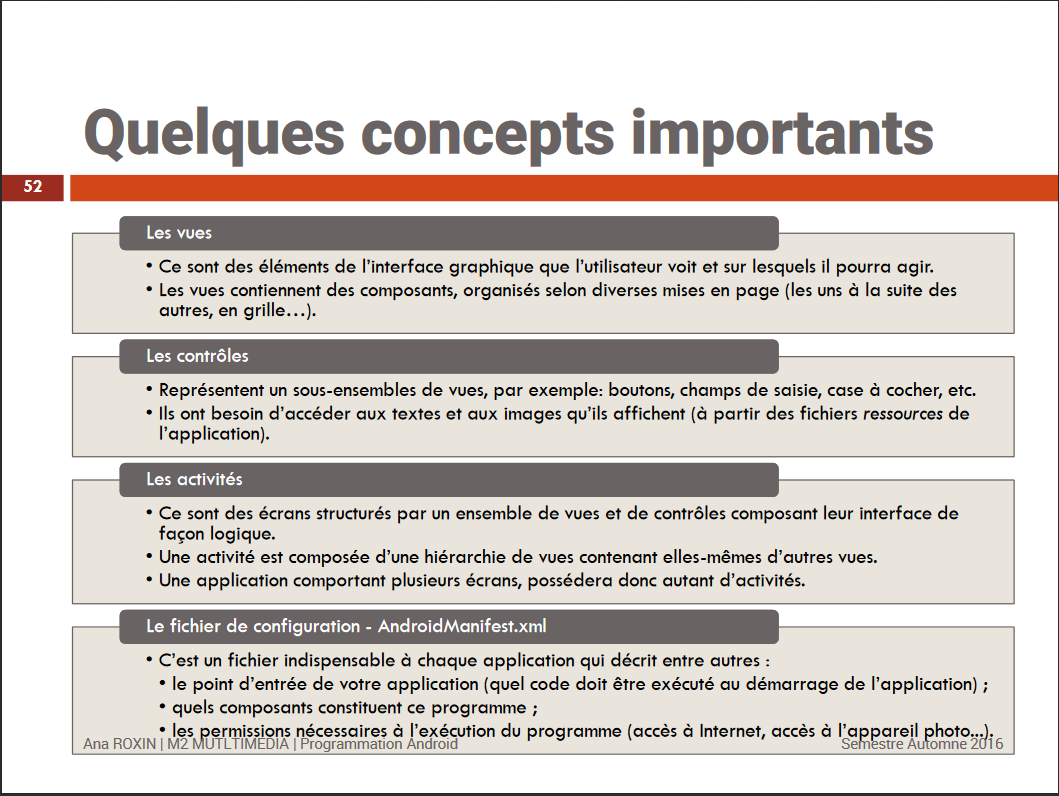 Quelques concepts importants
52
Les vues
• Ce sont des éléments de l'interface graphique que l'utilisateur voit et sur lesquels il pourra agir.
• Les vues contiennent des composants, organisés selon diverses mises en page (les uns à la suite des
autres, en grille…).
Les contrôles
• Représentent un sous-ensembles de vues, par exemple: boutons, champs de saisie, case à cocher, etc.
• Ils ont besoin d'accéder aux textes et aux images qu'ils affichent (à partir des fichiers ressources de
l'application).
Les activités
• Ce sont des écrans structurés par un ensemble de vues et de contrôles composant leur interface de
façon logique.
• Une activité est composée d'une hiérarchie de vues contenant elles-mêmes d'autres vues.
• Une application comportant plusieurs écrans, possédera donc autant d'activités.
Le fichier de configuration - AndroidManifest.xml
• C'est un fichier indispensable à chaque application qui décrit entre autres :
• le point d'entrée de votre application (quel code doit être exécuté au démarrage de l'application) ;
• quels composants constituent ce programme ;
• les permissions nécessaires à l'exécution du programme (accès à Internet, accès à l'appareil photo...).
Ana ROXIN | M2 MUTLTIMEDIA | Programmation Android
Semestre Automne 2016